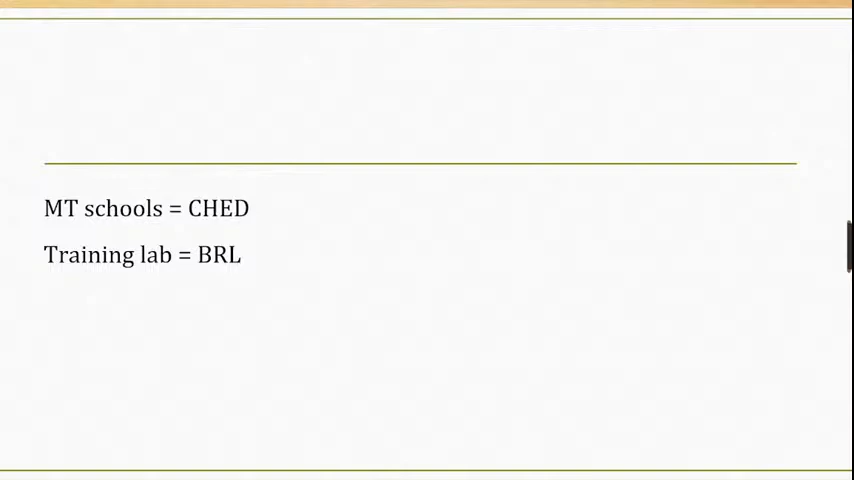 MT schools = CHED
Training lab = BRL